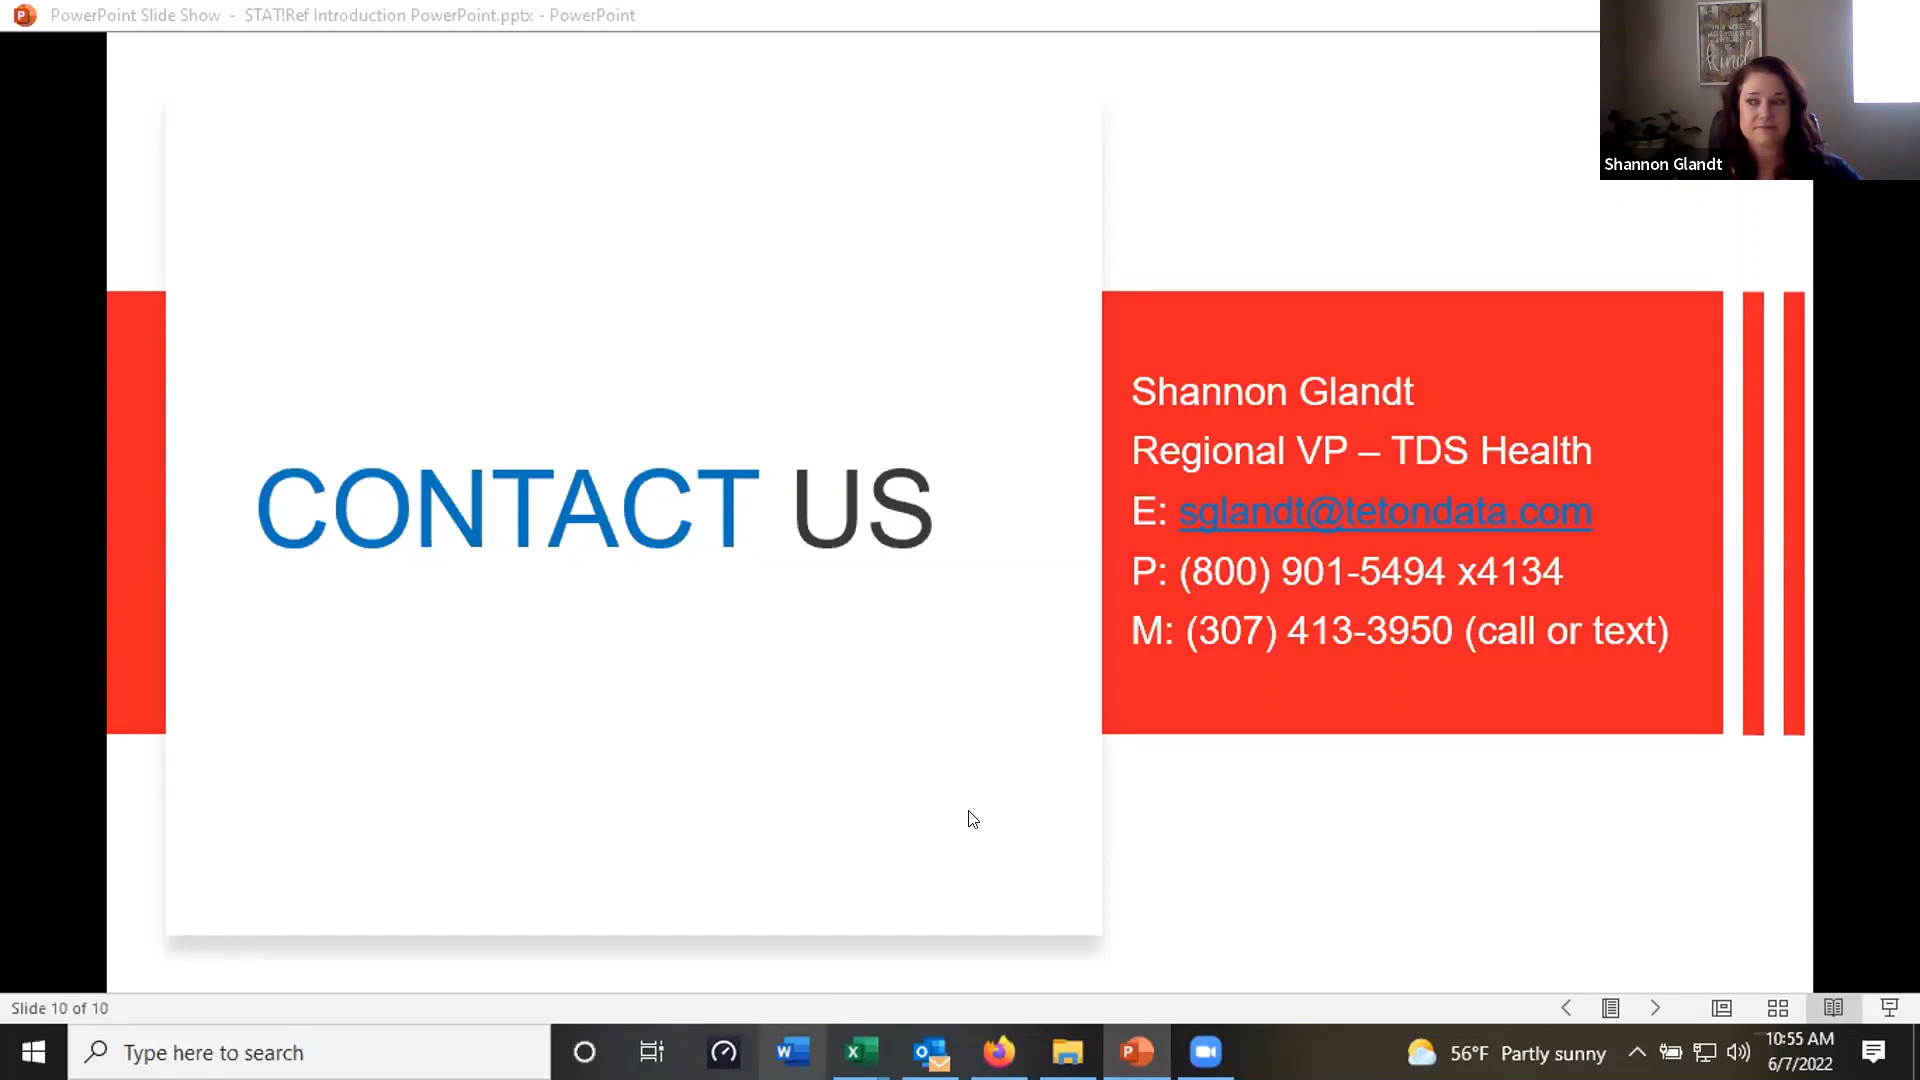 PowerPoint Slide Show - STAT!Ref Introduction PowerPoint.pptx - PowerPoint
kind
Shannon Glandt
CONTACT US
Shannon Glandt
Regional VP – TDS Health
E: sglandt@tetondata.com
P: (800) 901-5494 x4134
M: (307) 413-3950 (call or text)
Slide 10 of 10
Type here to search
56°F Partly sunny
10:55 AM
6/7/2022